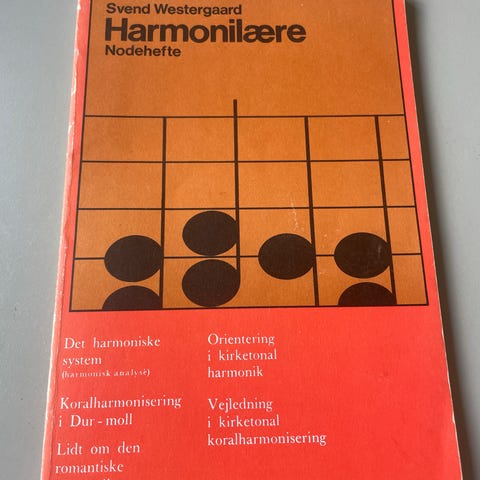 Svend Westergaard
Harmonilære
Nodehefte
Det harmoniske
system
(harmonisk analyse)
Koralharmonisering
i Dur - moll
Lidt om den
romantiske
Orientering
i kirketonal
harmonik
Vejledning
i kirketonal
koralharmonisering